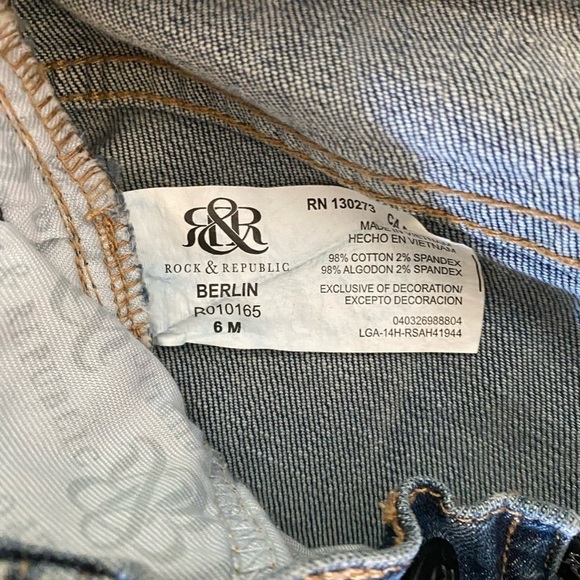 R&R
ROCK & REPUBLIC
BERLIN
R010165
6 M
RN 130273
HECHO EN VIETNAM
98% COTTON 2% SPANDEX
98% ALGODON 2% SPANDEX
EXCLUSIVE OF DECORATION/
EXCEPTO DECORACION
040326988804
LGA-14H-RSAH41944